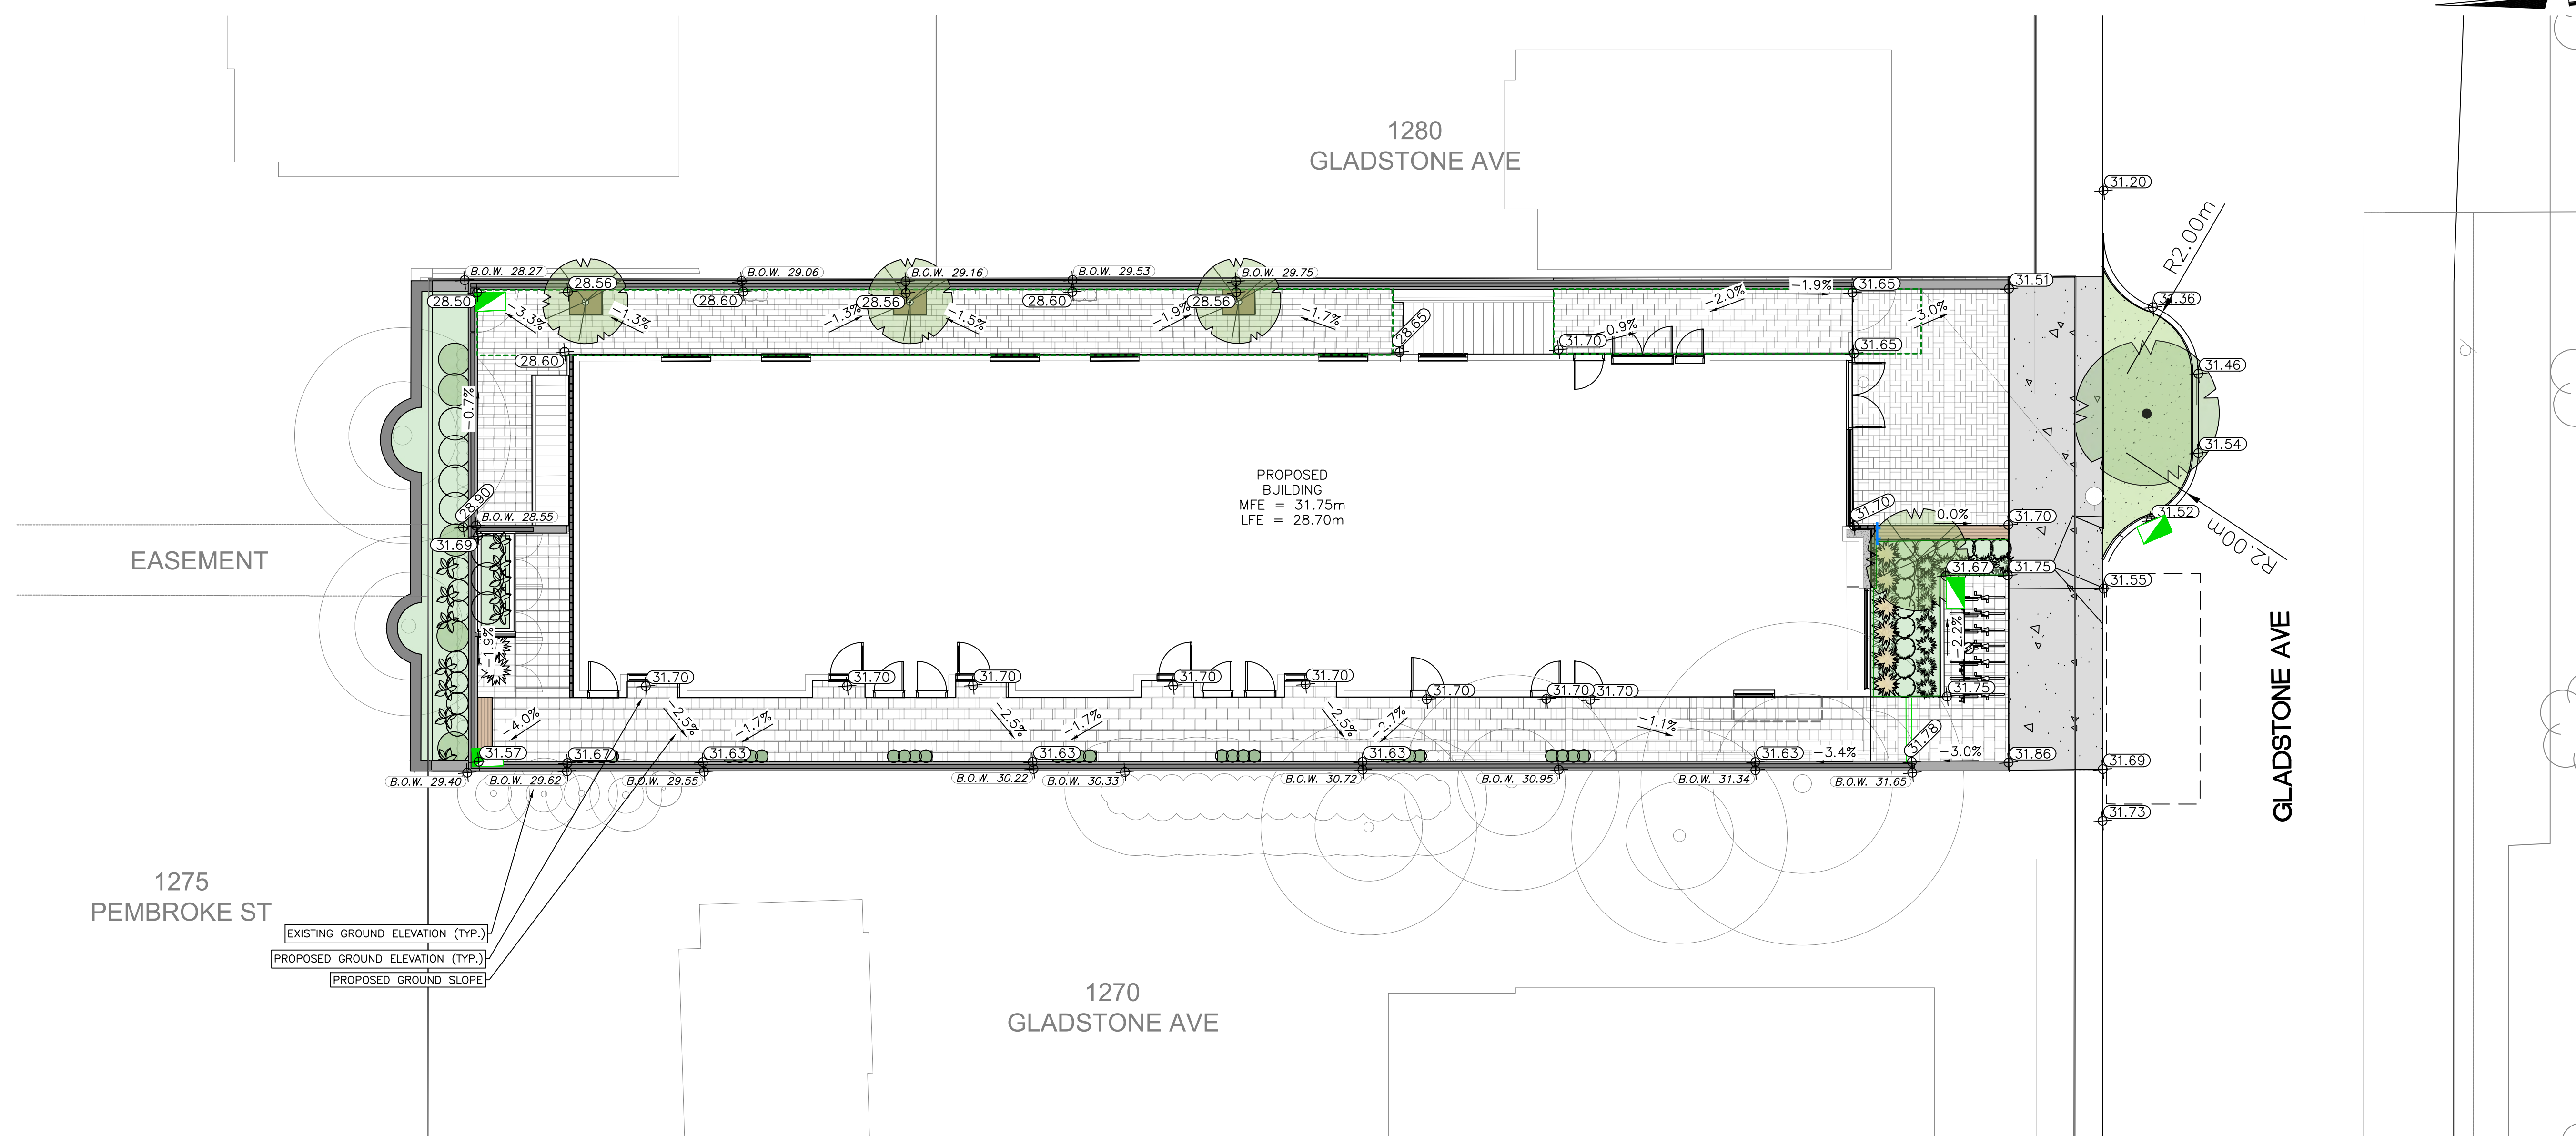 1280
GLADSTONE AVE
31.20
R2.00m
B.O.W. 28.27
B.O.W. 29.06
B.O.W. 29.16
B.O.W. 29.53
B.O.W. 29.75
31.65
31.51
31.36
28.50
28.56
28.60
28.56
28.60
28.56
-3.3%
-1.3%
-1.3%
-1.5%
-1.9%
-1.7%
28.65
-2.0%
-1.9%
-3.0%
31.70
-0.9%
31.65
28.60
31.46
-0.7%
31.54
PROPOSED
BUILDING
MFE = 31.75m
LFE = 28.70m
28.90
B.O.W. 28.55
31.70
0.0%
31.70
31.52
R2.00m
EASEMENT
31.69
31.67
31.75
31.55
-1.9%
-2.2%
GLADSTONE AVE
31.70
31.70
31.70
31.70
31.70
31.70
31.70
31.70
31.75
-4.0%
-2.5%
-1.7%
-2.5%
-1.7%
-2.5%
-2.7%
-1.1%
31.57
31.67
31.63
31.63
31.63
31.63
-3.4%
31.78
-3.0%
31.86
31.69
B.O.W. 29.40
B.O.W. 29.62
B.O.W. 29.55
B.O.W. 30.22
B.O.W. 30.33
B.O.W. 30.72
B.O.W. 30.95
B.O.W. 31.34
B.O.W. 31.65
31.73
1275
PEMBROKE ST
EXISTING GROUND ELEVATION (TYP.)
PROPOSED GROUND ELEVATION (TYP.)
PROPOSED GROUND SLOPE
1270
GLADSTONE AVE